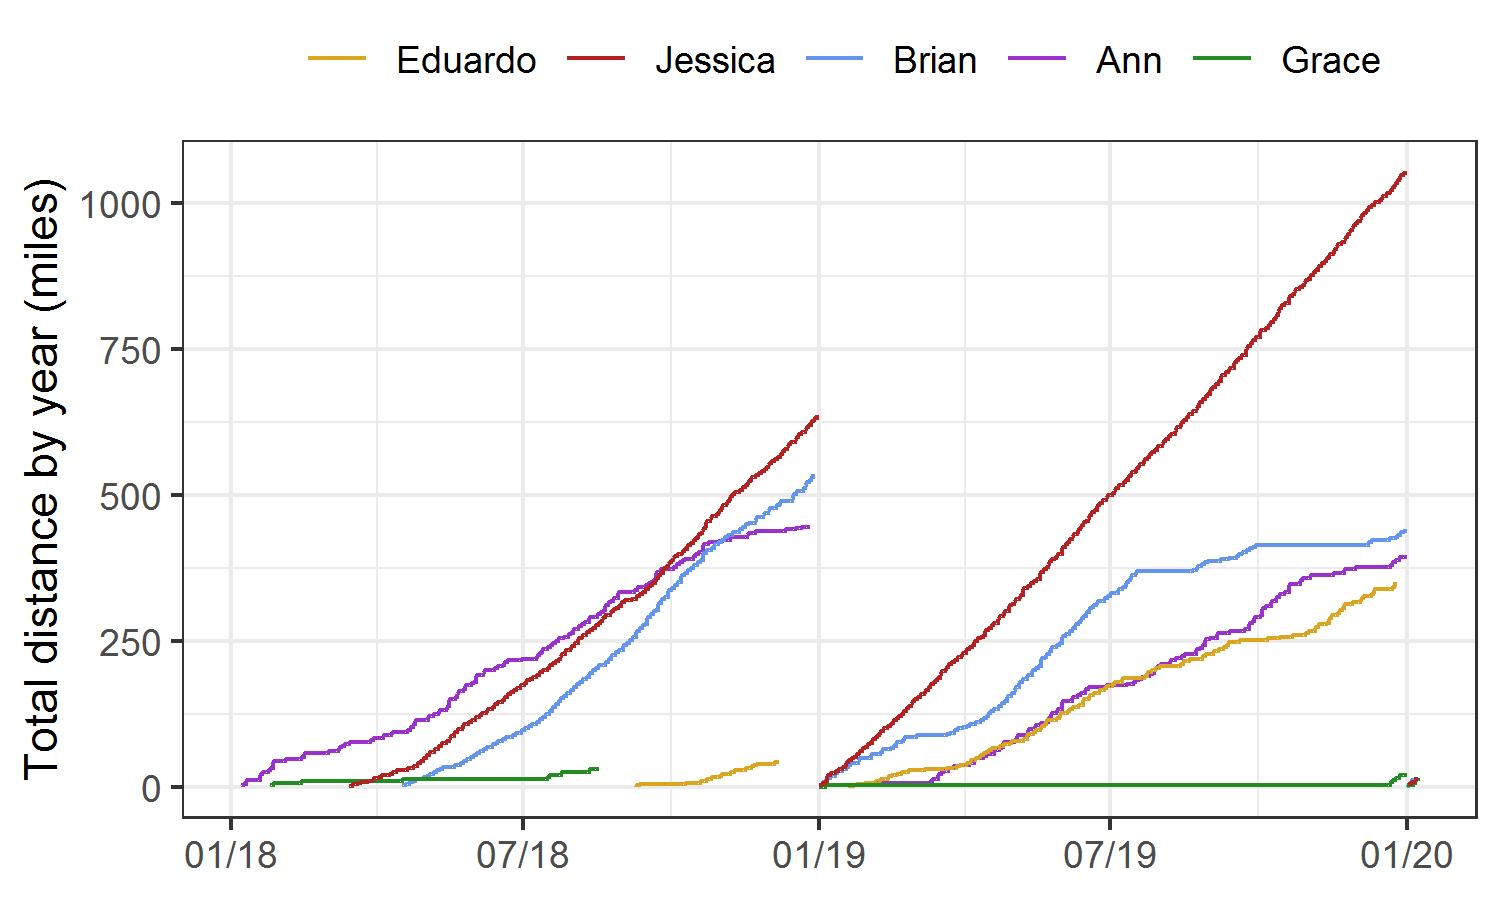 Eduardo Jessica Brian Ann Grace
Total distance by year (miles)
1000
750
500
250
0
01/18 07/18 01/19 07/19 01/20